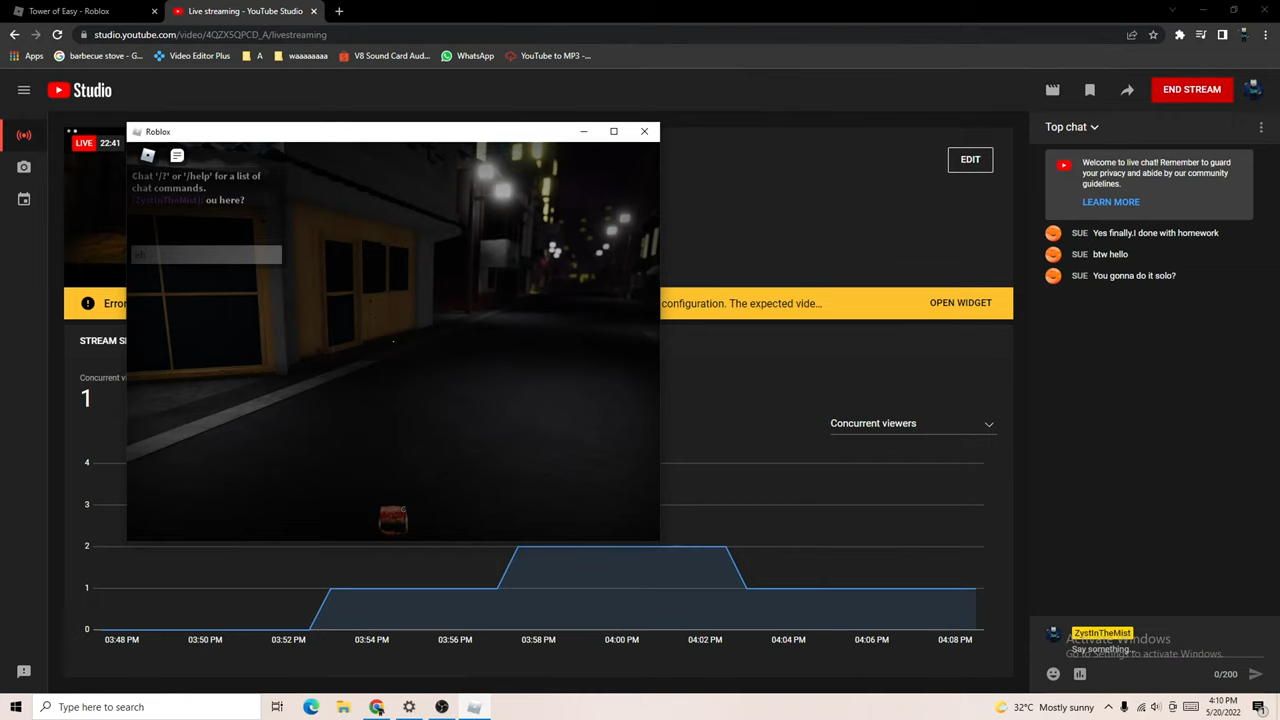 Tower of Easy - Roblox
Live streaming - YouTube Studio
studio.youtube.com/video/4QZX5QPCD_A/livestreaming
Apps
barbecue stove - G...
Video Editor Plus
A
waaaaaaa
V8 Sound Card Aud...
WhatsApp
YouTube to MP3 -...
Studio
END STREAM
LIVE 22:41
Roblox
EDIT
Top chat
Chat '/?' or '/help' for a list of
chat commands.
[ZystInTheMist]: ou here?
Welcome to live chat! Remember to guard
your privacy and abide by our community
guidelines.
LEARN MORE
SUE Yes finally.I done with homework
SUE btw hello
SUE You gonna do it solo?
Erro
configuration. The expected vide...
OPEN WIDGET
STREAM S
Concurrent v
1
Concurrent viewers
4
3
2
1
0
03:48 PM 03:50 PM 03:52 PM 03:54 PM 03:56 PM 03:58 PM 04:00 PM 04:02 PM 04:04 PM 04:06 PM 04:08 PM
ZystInTheMist
Say something...
Activate Windows
Go to Settings to activate Windows.
0/200
Type here to search
32°C Mostly sunny
4:10 PM
5/20/2022